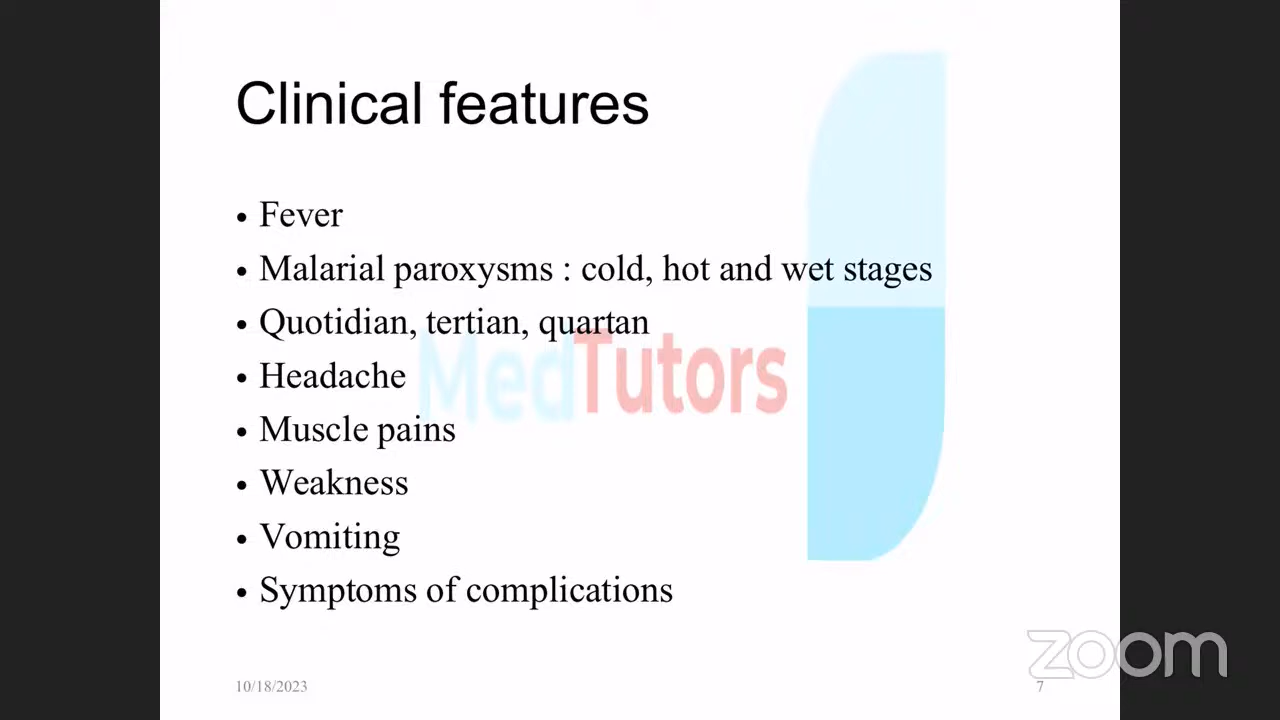 Clinical features
• Fever
• Malarial paroxysms : cold, hot and wet stages
• Quotidian, tertian, quartan
MedTutors
• Headache
• Muscle pains
• Weakness
• Vomiting
• Symptoms of complications
zoom
10/18/2023
7